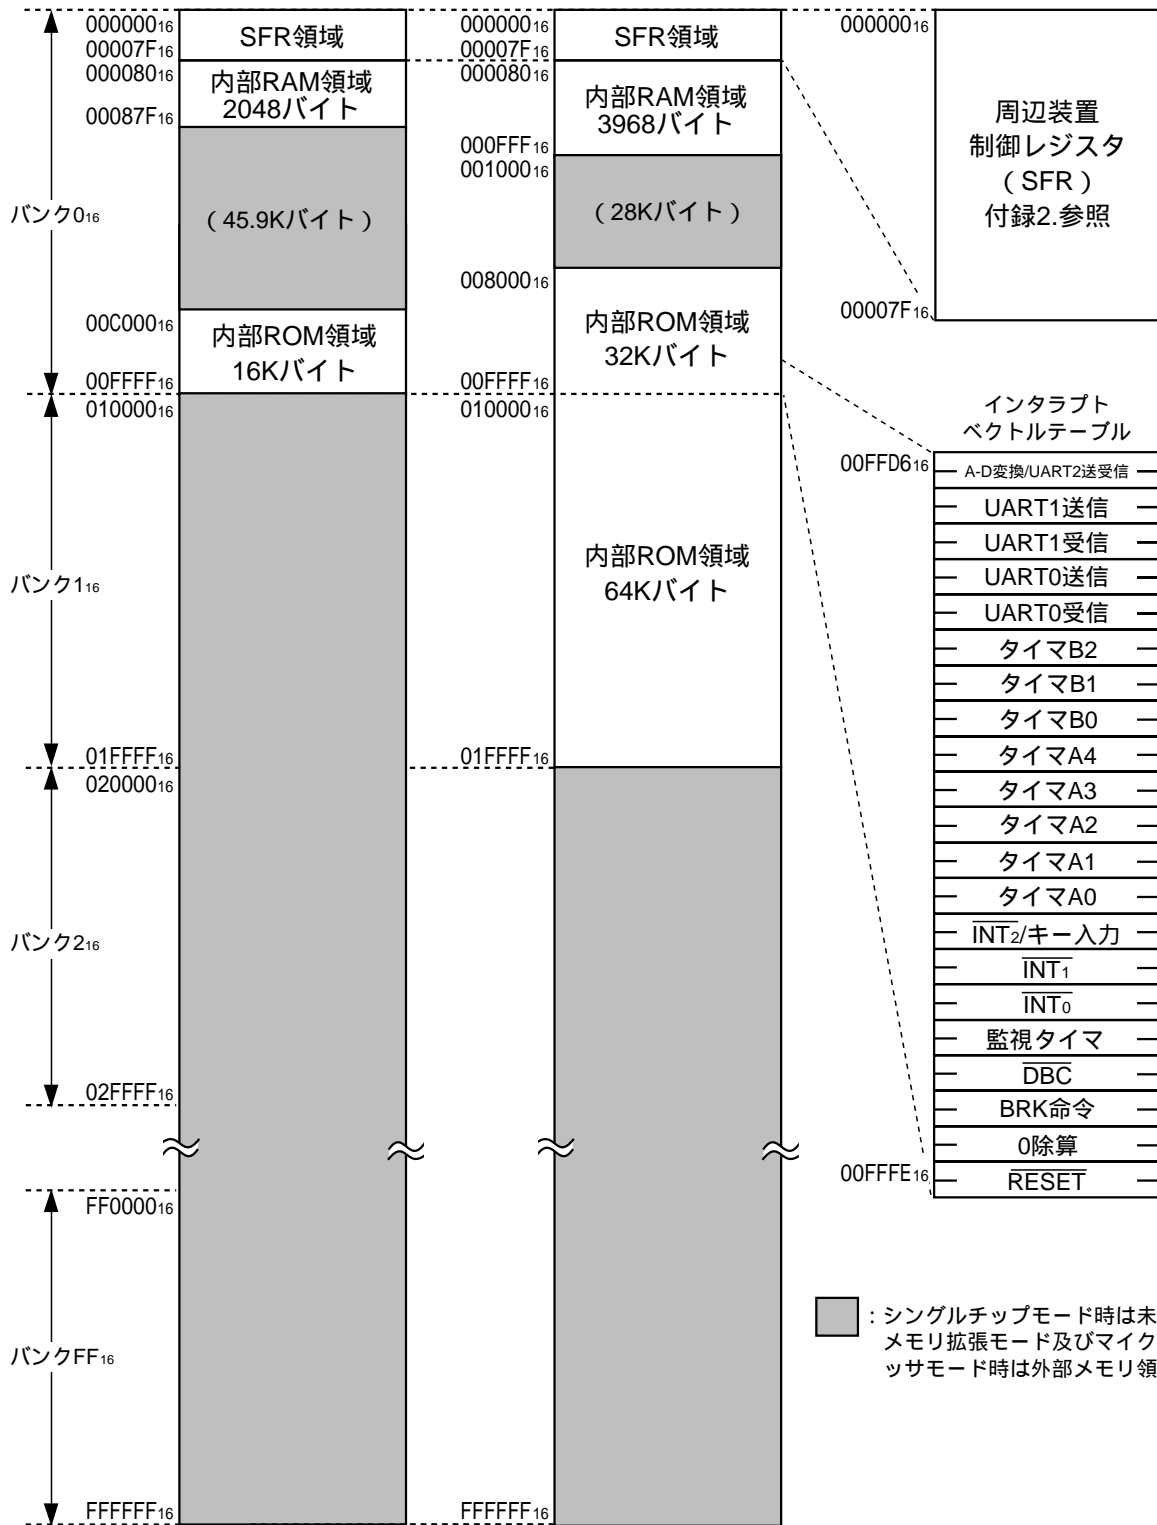 00000016
00007F16
00008016
00087F16
00C00016
00FFFF16
01000016
01FFFF16
02000016
02FFFF16
FF000016
FFFFFF16
バンク016
バンク116
バンク216
バンクFF16
SFR領域
内部RAM領域
2048バイト
(45.9Kバイト)
内部ROM領域
16Kバイト
00000016
00007F16
00008016
000FFF16
00100016
00800016
00FFFF16
01000016
01FFFF16
FFFFFF16
SFR領域
内部RAM領域
3968バイト
(28Kバイト)
内部ROM領域
32Kバイト
内部ROM領域
64Kバイト
00000016
00007F16
周辺装置
制御レジスタ
(SFR)
付録2.参照
インタラプト
ベクトルテーブル
00FFD616
A-D変換/UART2送受信
UART1送信
UART1受信
UART0送信
UART0受信
タイマB2
タイマB1
タイマB0
タイマA4
タイマA3
タイマA2
タイマA1
タイマA0
INT2/キー入力
INT1
INT0
監視タイマ
DBC
BRK命令
0除算
00FFFE16
RESET
:シングルチップモード時は未
メモリ拡張モード及びマイク
ッサモード時は外部メモリ領